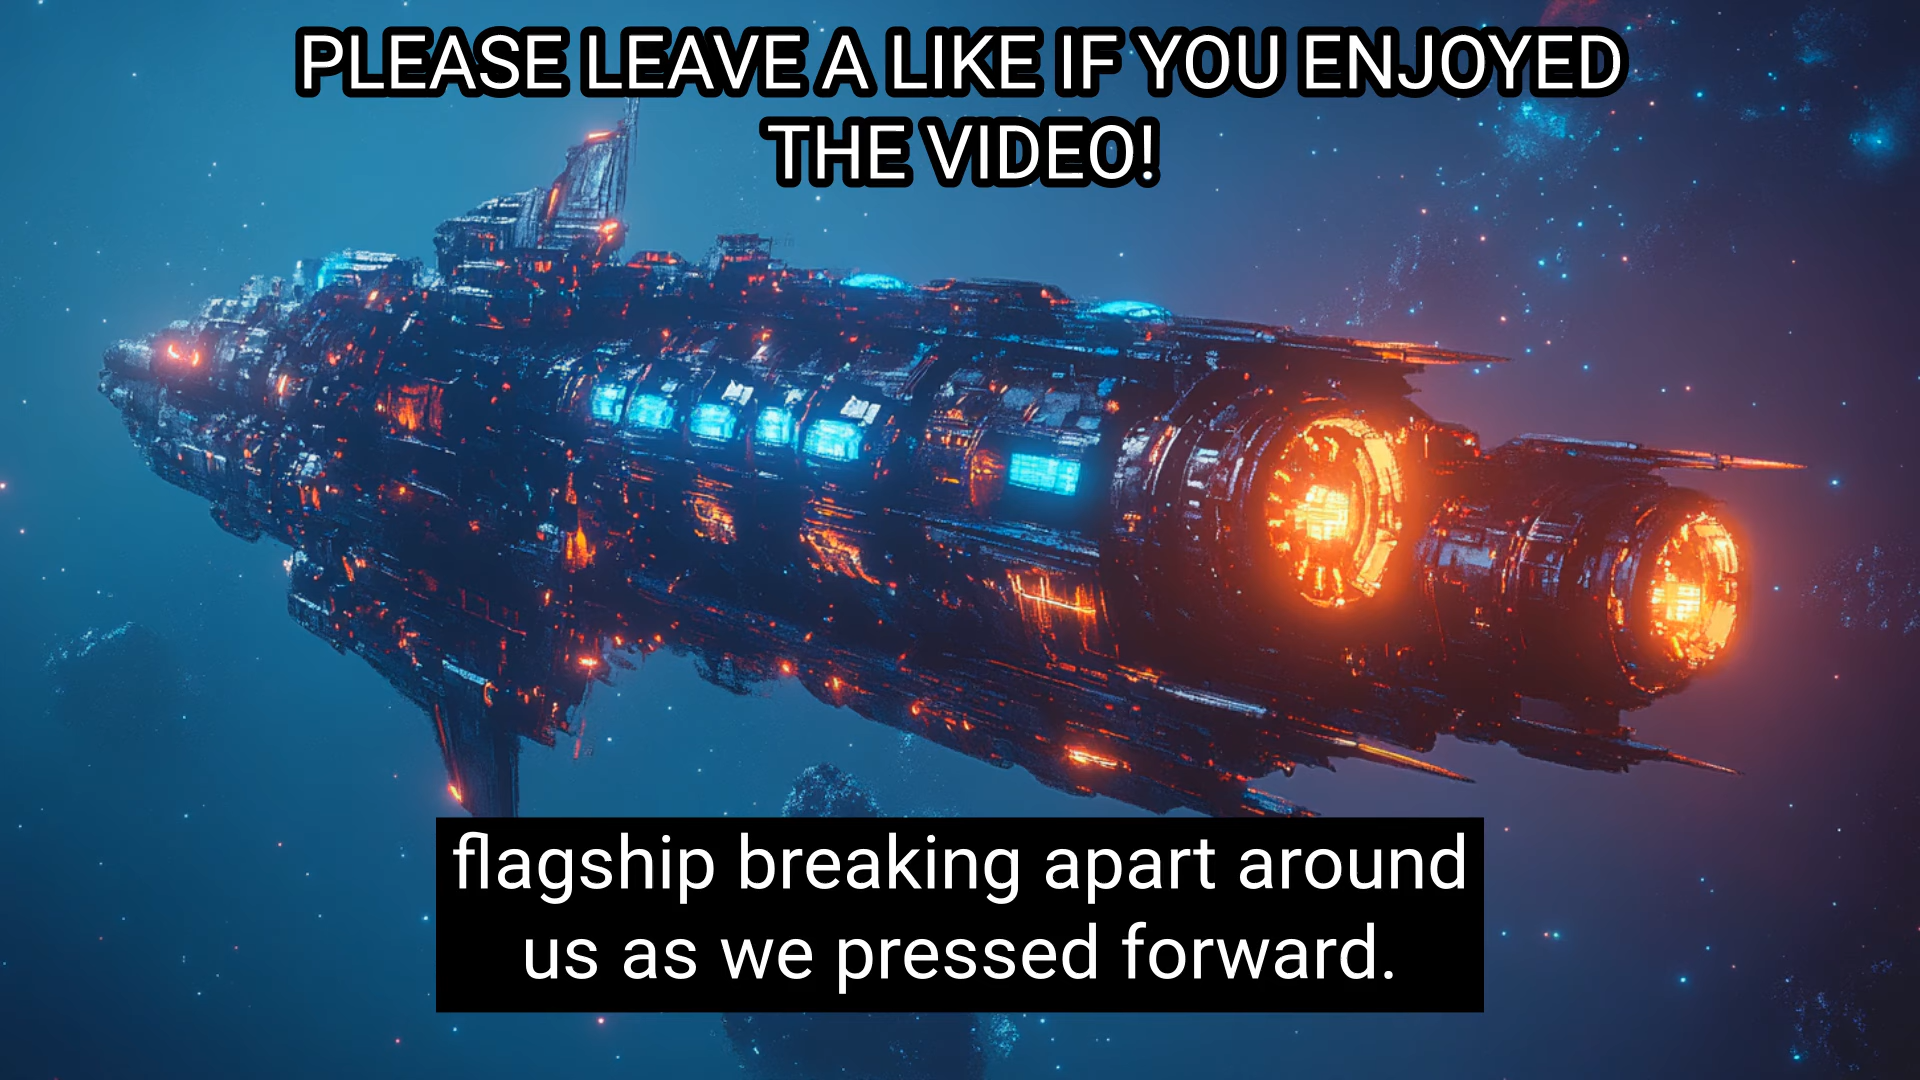 PLEASE LEAVE A LIKE IF YOU ENJOYED
THE VIDEO!
flagship breaking apart around
us as we pressed forward.